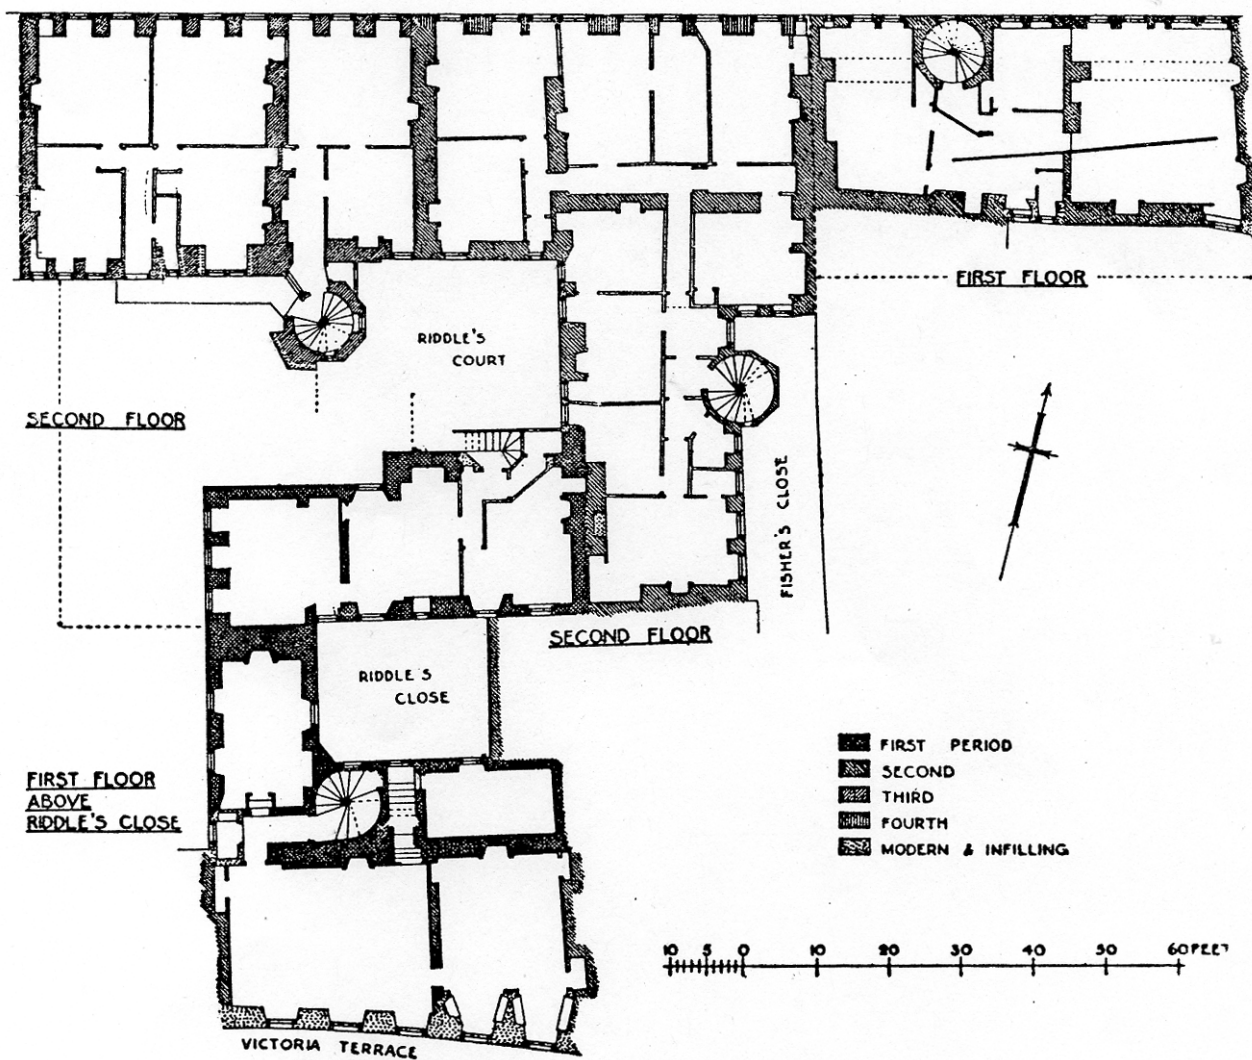 FIRST FLOOR
RIDDLE'S
COURT
SECOND FLOOR
FISHER'S CLOSE
SECOND FLOOR
RIDDLE'S
CLOSE
FIRST PERIOD
SECOND
THIRD
FOURTH
MODERN & INFILLING
FIRST FLOOR
ABOVE
RIDDLE'S CLOSE
10 5 0 10 20 30 40 50 60 FEET
VICTORIA TERRACE